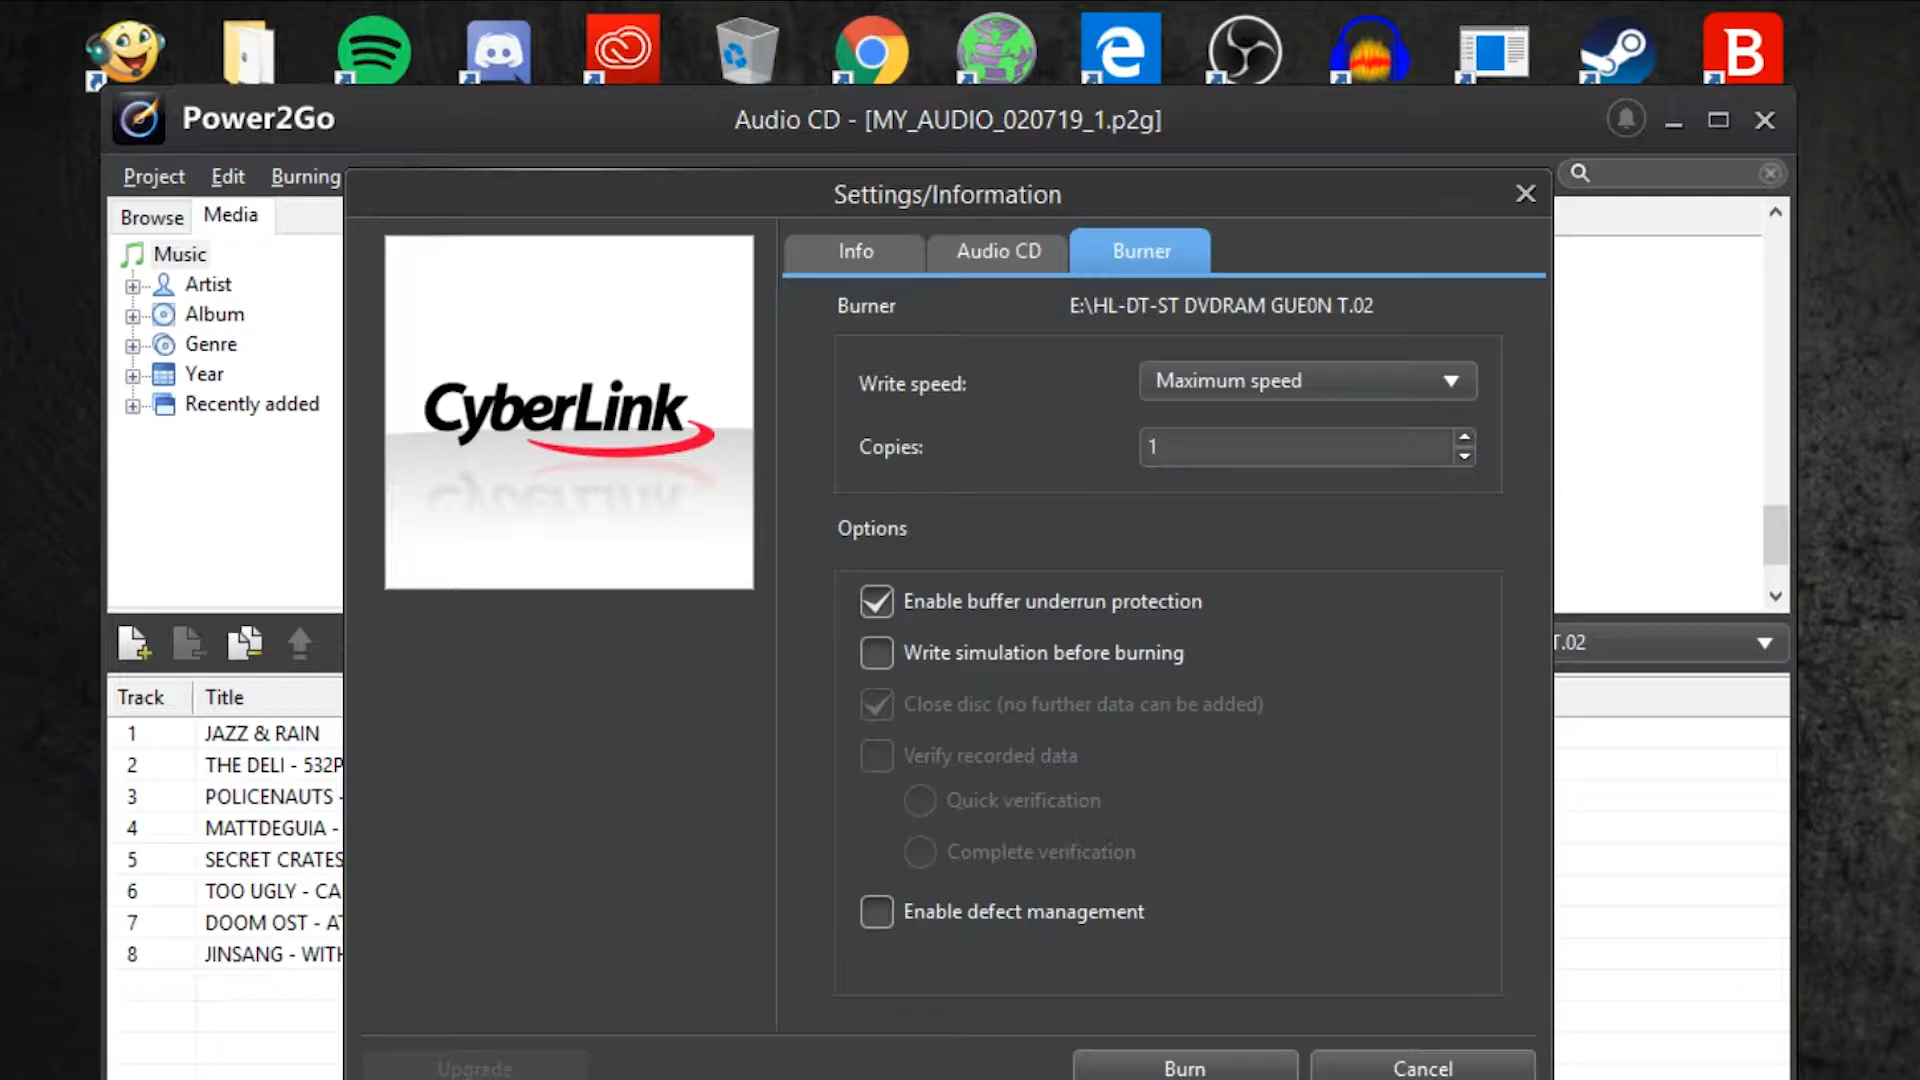 B
Power2Go
Audio CD - [MY_AUDIO_020719_1.p2g]
Project Edit Burning
Settings/Information
Browse Media
Music
Artist
Album
Genre
Year
Recently added
CyberLink
Info Audio CD Burner
Burner E:\HL-DT-ST DVDRAM GUE0N T.02
Write speed: Maximum speed
Copies: 1
Options
Enable buffer underrun protection
Write simulation before burning
Close disc (no further data can be added)
Verify recorded data
Quick verification
Complete verification
Enable defect management
T.02
Track Title
1 JAZZ & RAIN
2 THE DELI - 532P
3 POLICENAUTS -
4 MATTDEGUIA -
5 SECRET CRATES
6 TOO UGLY - CA
7 DOOM OST - AT
8 JINSANG - WITH
Upgrade Burn Cancel